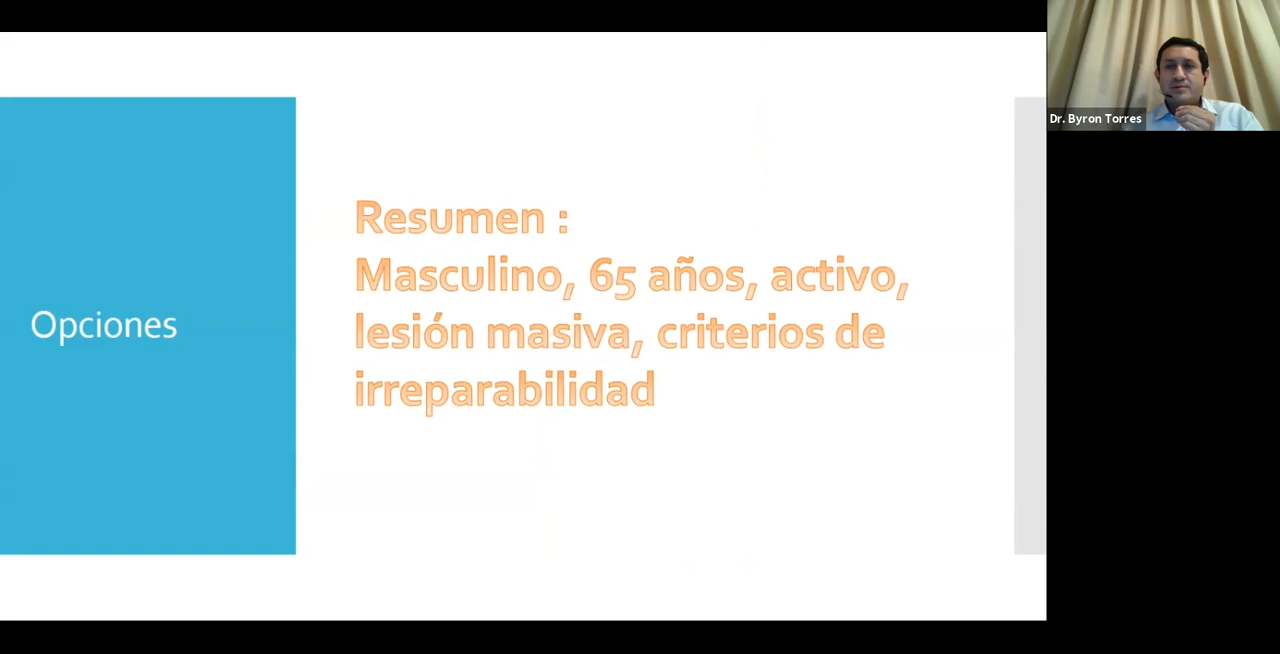 Opciones
Resumen :
Masculino, 65 años, activo,
lesión masiva, criterios de
irreparabilidad
Dr. Byron Torres